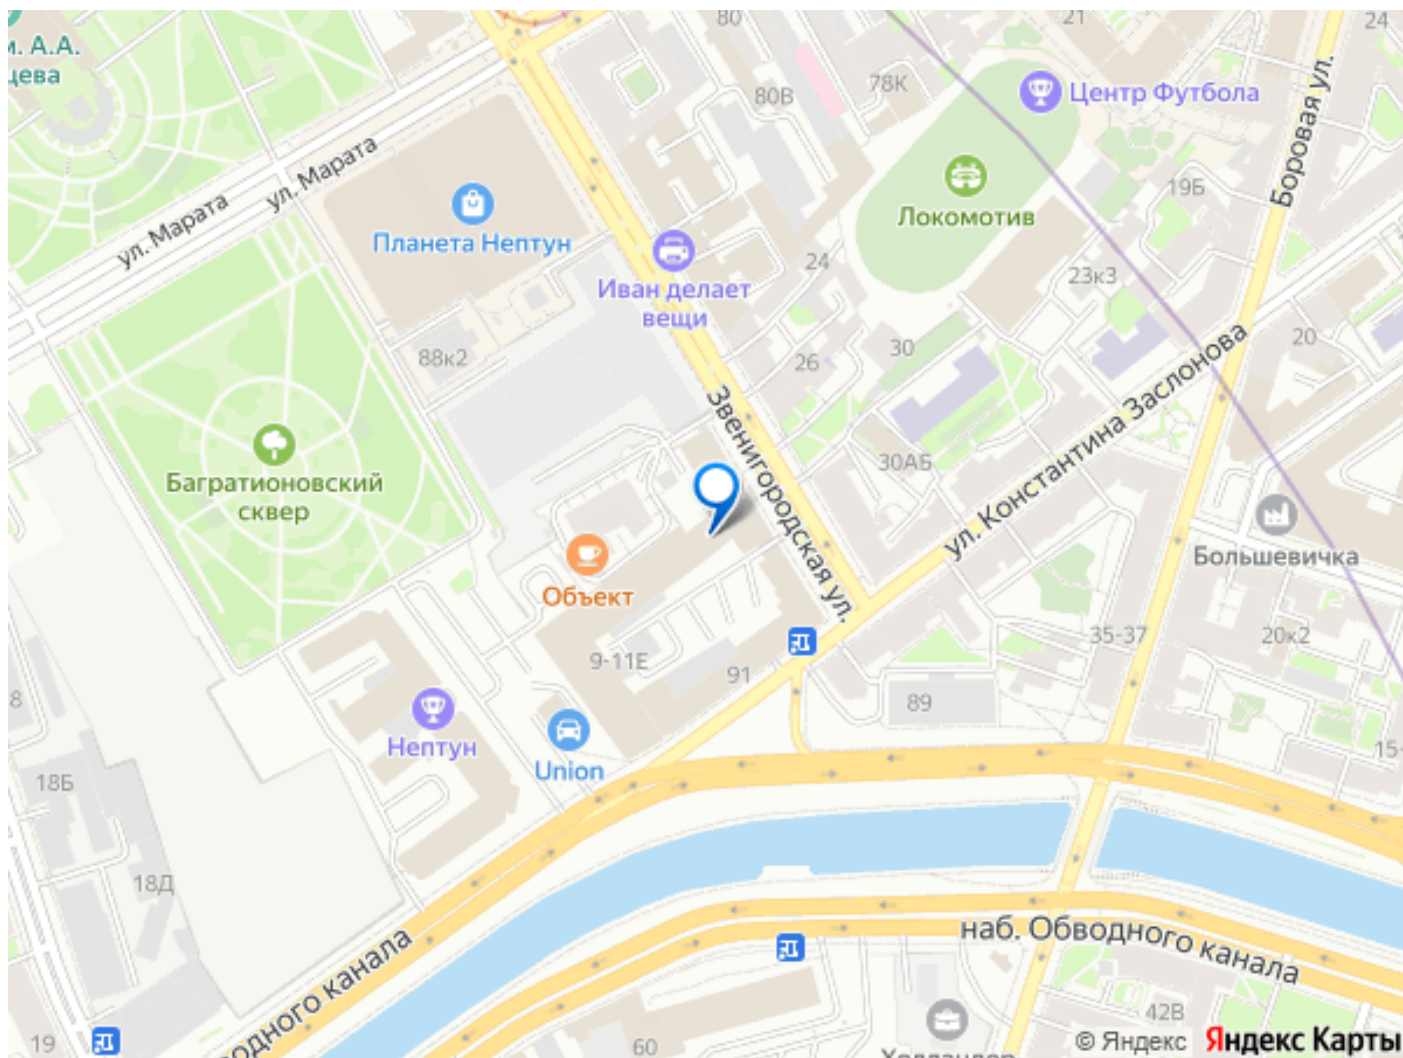 80
21
24
м. А.А.
цева
80В
78К
Центр Футбола
Боровая ул.
ул. Марата
ул. Марата
19Б
Локомотив
Планета Нептун
Иван делает
вещи
24
23к3
88к2
26
30
20
Звенигородская ул.
ул. Константина Заслонова
30АБ
Багратионовский
сквер
Большевичка
Объект
9-11Е
91
35-37
20к2
89
8
Нептун
Union
15-
18Б
18Д
наб. Обводного канала
водного канала
42В
19
60
Холландер
© Яндекс Яндекс Карты